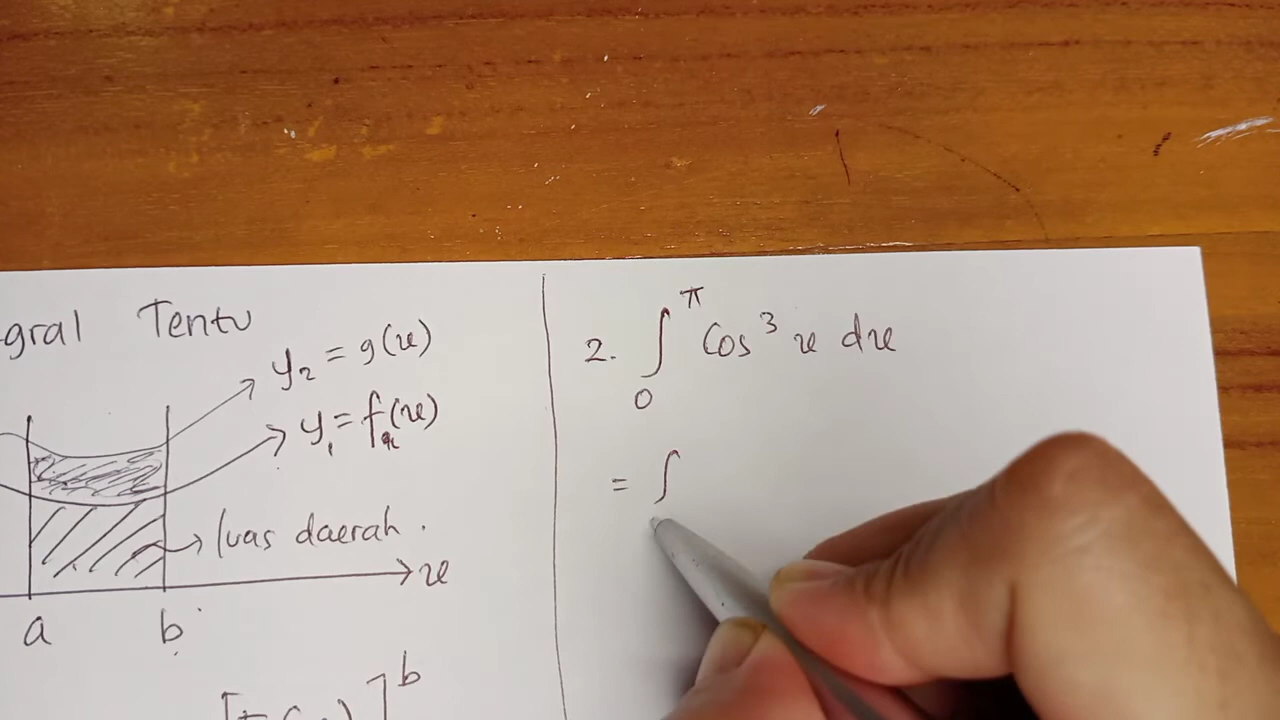 gral Tentu
y₂ = g(x)
y₁ = f(x)
luas daerah.
x
a b
b
2. ∫₀^π Cos³ x dx
= ∫